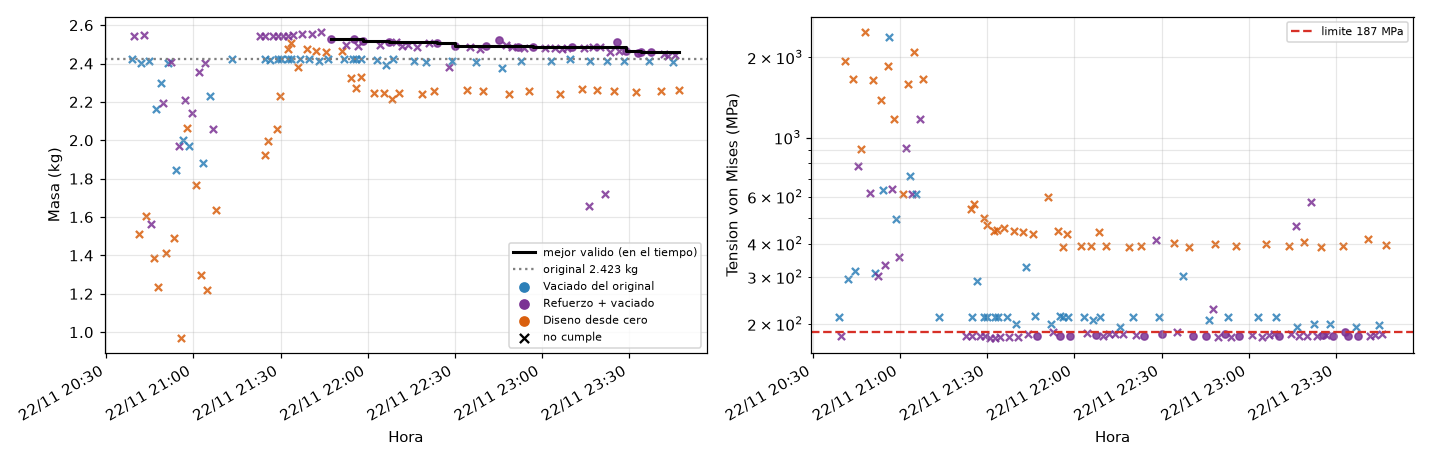 Masa (kg)
2.6
2.4
2.2
2.0
1.8
1.6
1.4
1.2
1.0
mejor valido (en el tiempo)
original 2.423 kg
Vaciado del original
Refuerzo + vaciado
Diseno desde cero
no cumple
22/11 20:30
22/11 21:00
22/11 21:30
22/11 22:00
22/11 22:30
22/11 23:00
22/11 23:30
Hora
Tension von Mises (MPa)
2 × 10³
10³
6 × 10²
4 × 10²
3 × 10²
2 × 10²
limite 187 MPa
22/11 20:30
22/11 21:00
22/11 21:30
22/11 22:00
22/11 22:30
22/11 23:00
22/11 23:30
Hora